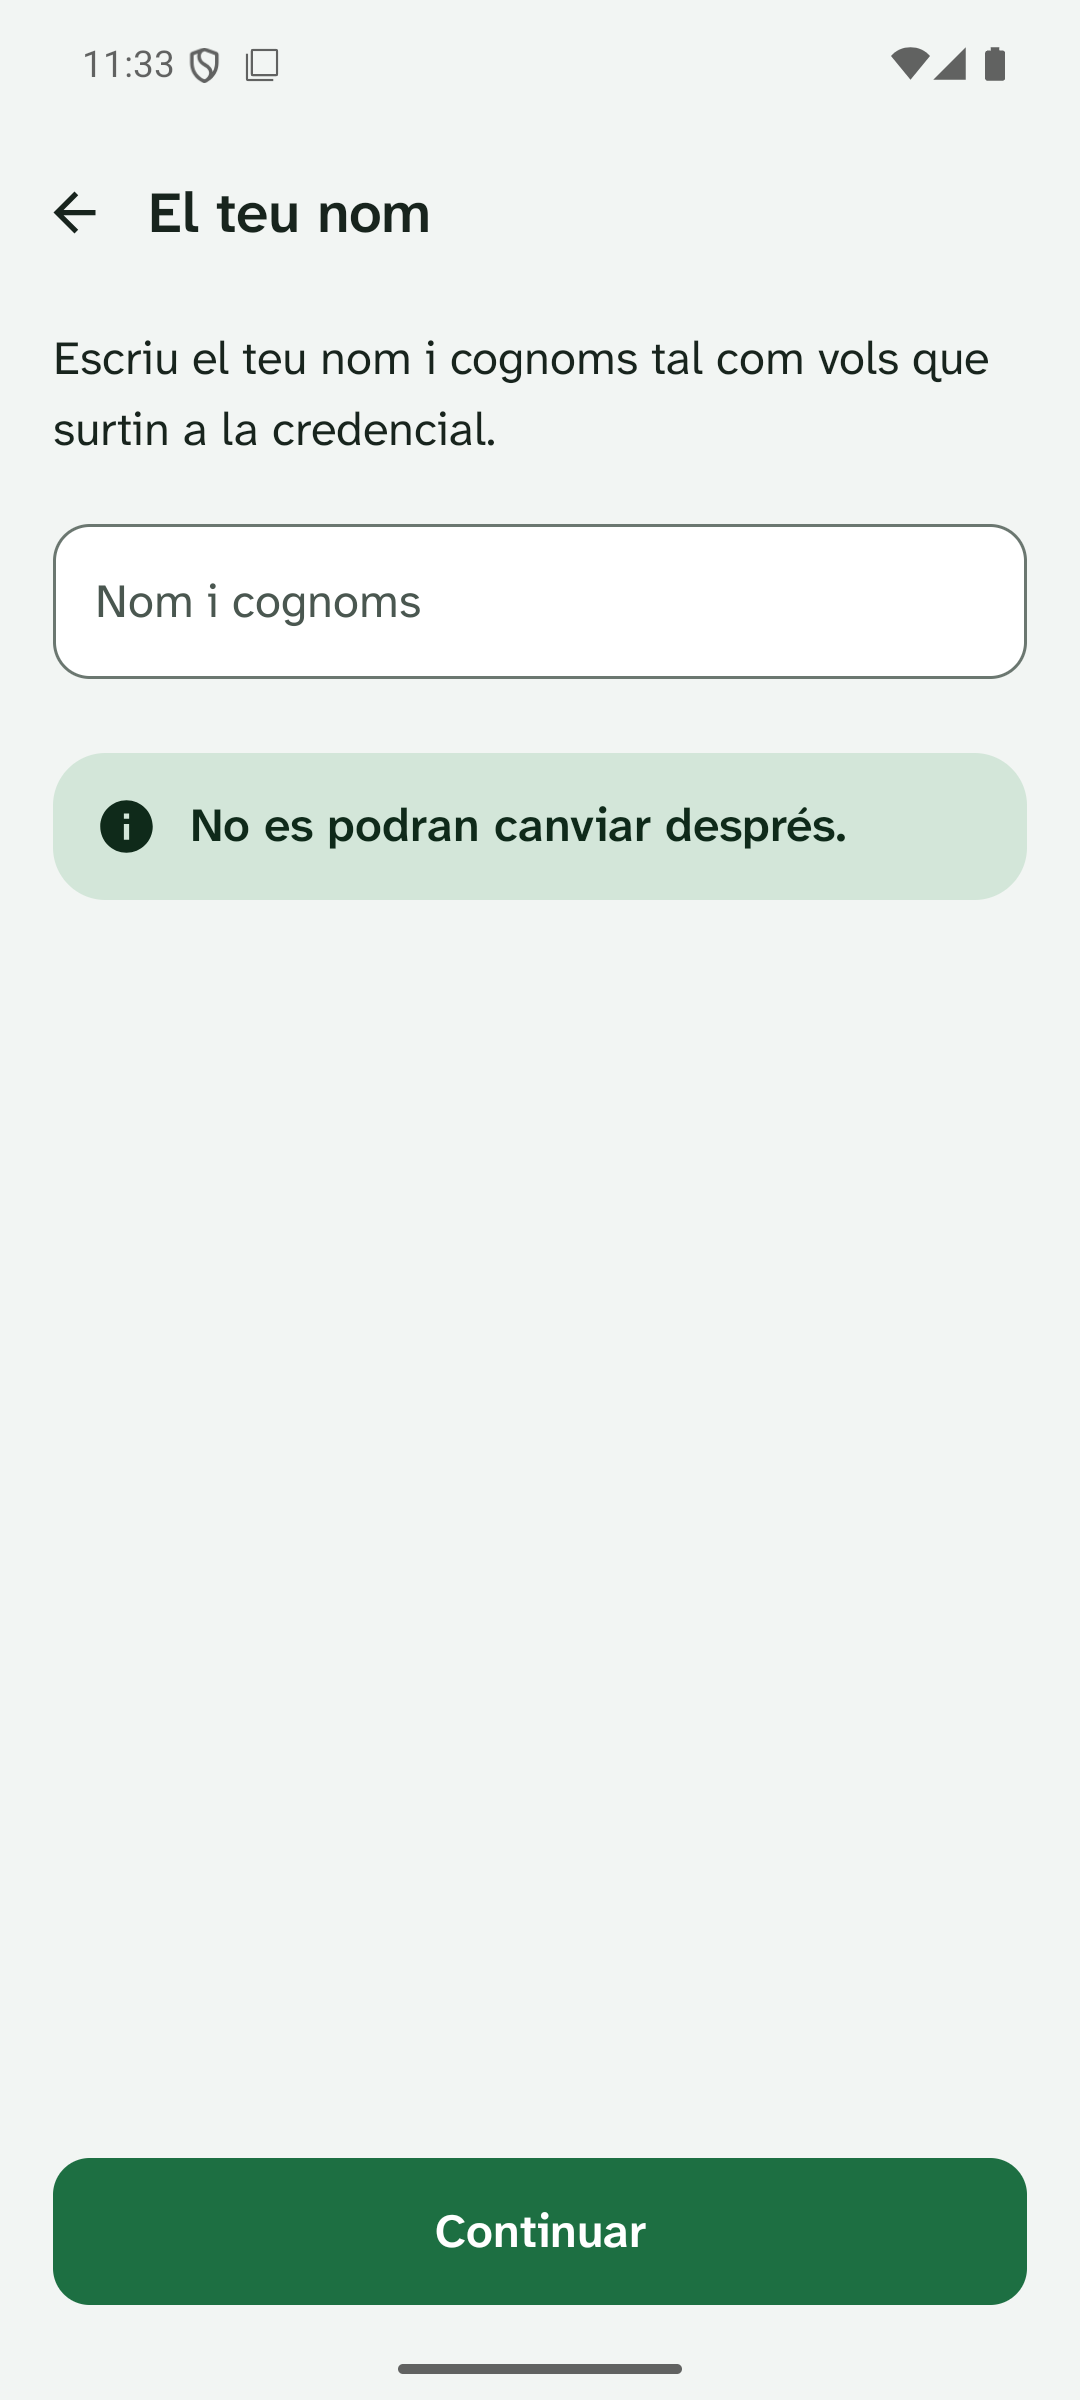 11:33
El teu nom
Escriu el teu nom i cognoms tal com vols que
surtin a la credencial.
Nom i cognoms
No es podran canviar després.
Continuar